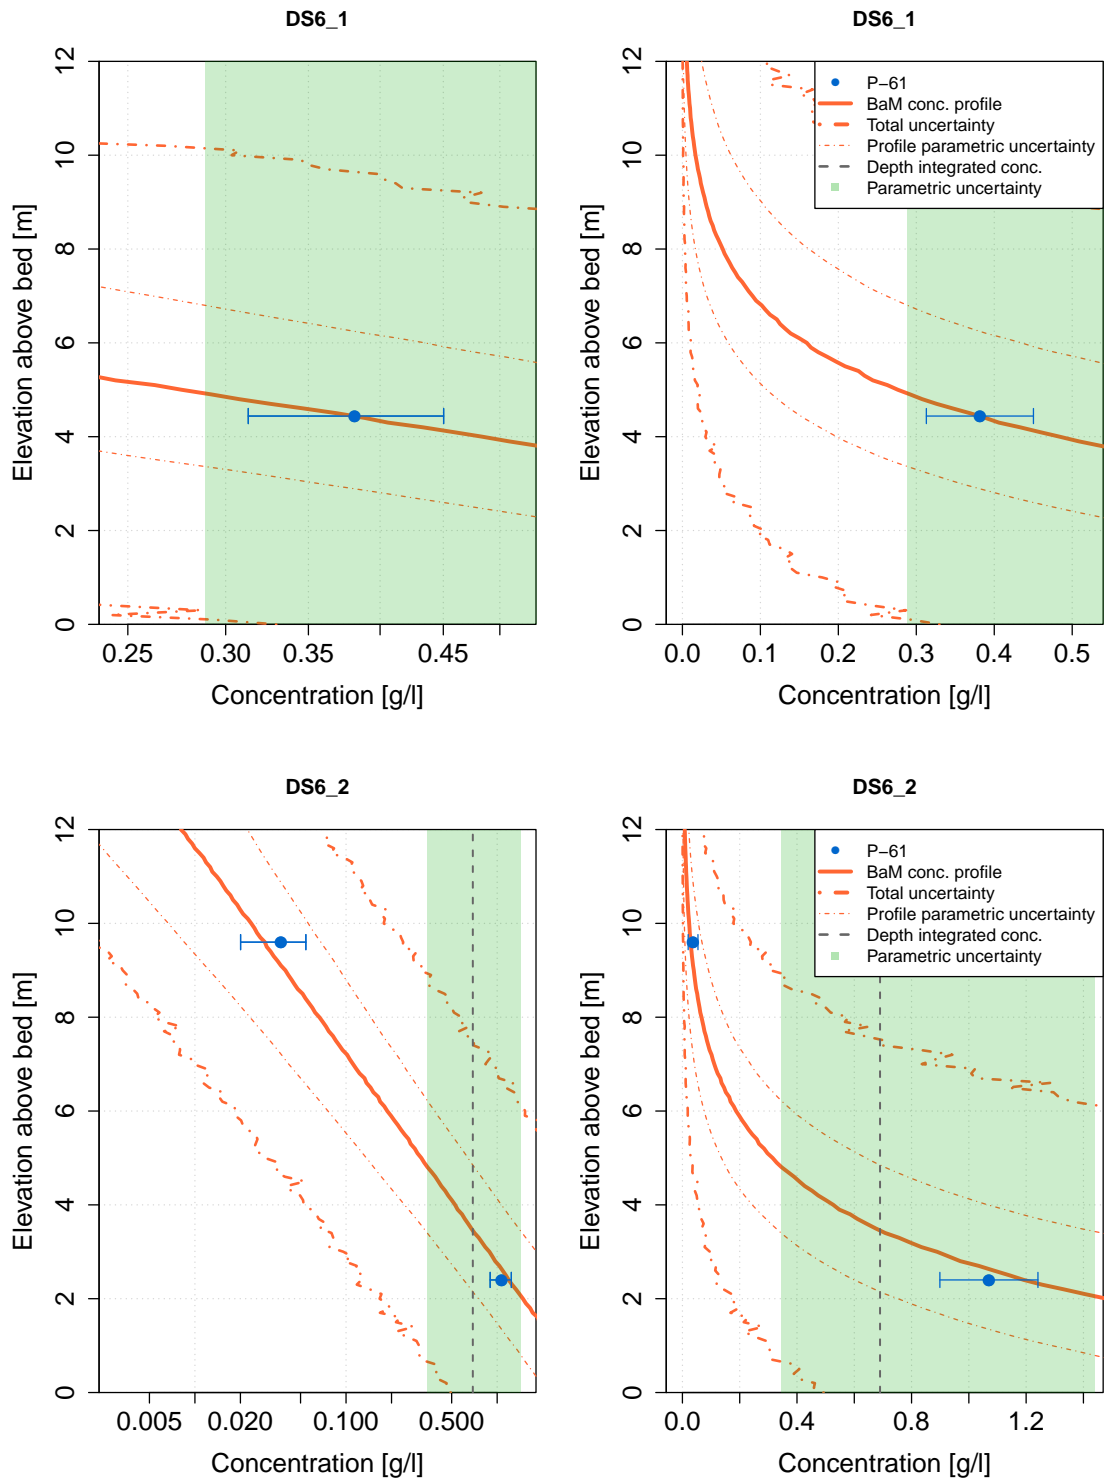 DS6_1
DS6_1
12
10
8
6
4
2
0
Elevation above bed [m]
0.25
0.30
0.35
0.45
Concentration [g/l]
12
10
8
6
4
2
0
Elevation above bed [m]
P−61
BaM conc. profile
Total uncertainty
Profile parametric uncertainty
Depth integrated conc.
Parametric uncertainty
0.0
0.1
0.2
0.3
0.4
0.5
Concentration [g/l]
DS6_2
DS6_2
12
10
8
6
4
2
0
Elevation above bed [m]
0.005
0.020
0.100
0.500
Concentration [g/l]
12
10
8
6
4
2
0
Elevation above bed [m]
P−61
BaM conc. profile
Total uncertainty
Profile parametric uncertainty
Depth integrated conc.
Parametric uncertainty
0.0
0.4
0.8
1.2
Concentration [g/l]